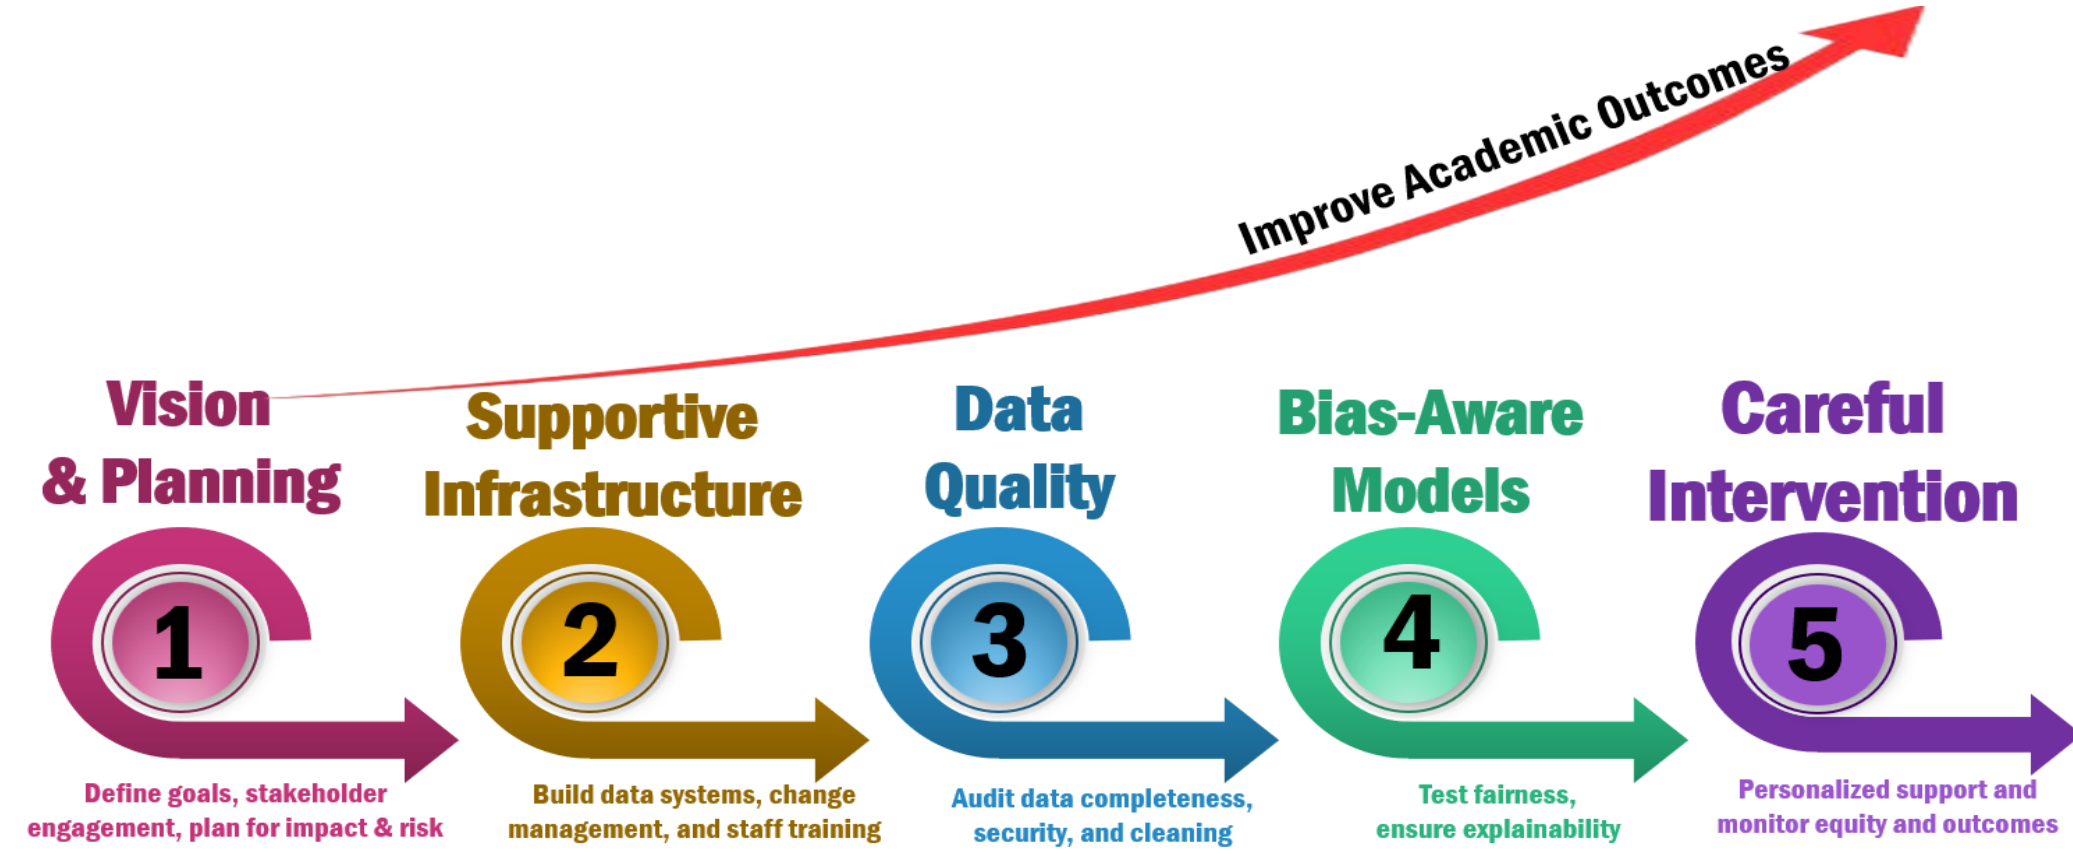 Improve Academic Outcomes
Vision
& Planning
1
Define goals, stakeholder
engagement, plan for impact & risk
Supportive
Infrastructure
2
Build data systems, change
management, and staff training
Data
Quality
3
Audit data completeness,
security, and cleaning
Bias-Aware
Models
4
Test fairness,
ensure explainability
Careful
Intervention
5
Personalized support and
monitor equity and outcomes